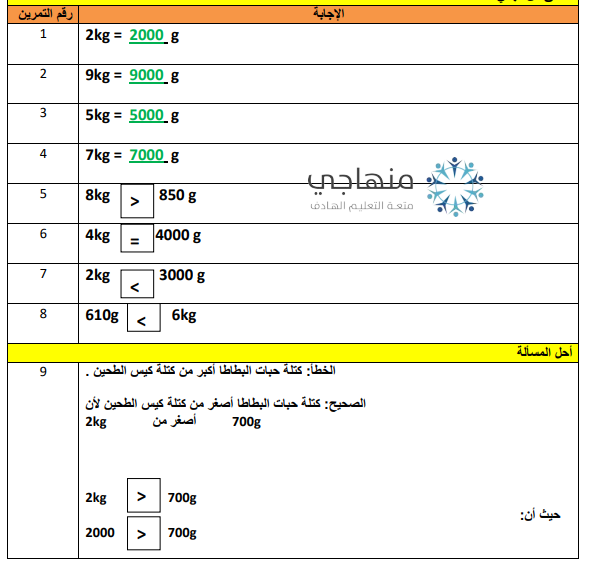 رقم التمرين الإجابة
1 2kg = 2000 g
2 9kg = 9000 g
3 5kg = 5000 g
4 7kg = 7000 g
منهاجي
متعة التعليم الهادف
5 8kg > 850 g
6 4kg = 4000 g
7 2kg < 3000 g
8 610g < 6kg
أحل المسألة
9 الخطأ: كتلة حبات البطاطا أكبر من كتلة كيس الطحين .
الصحيح: كتلة حبات البطاطا أصغر من كتلة كيس الطحين لأن
700g أصغر من 2kg
حيث أن:
2kg > 700g
2000 > 700g